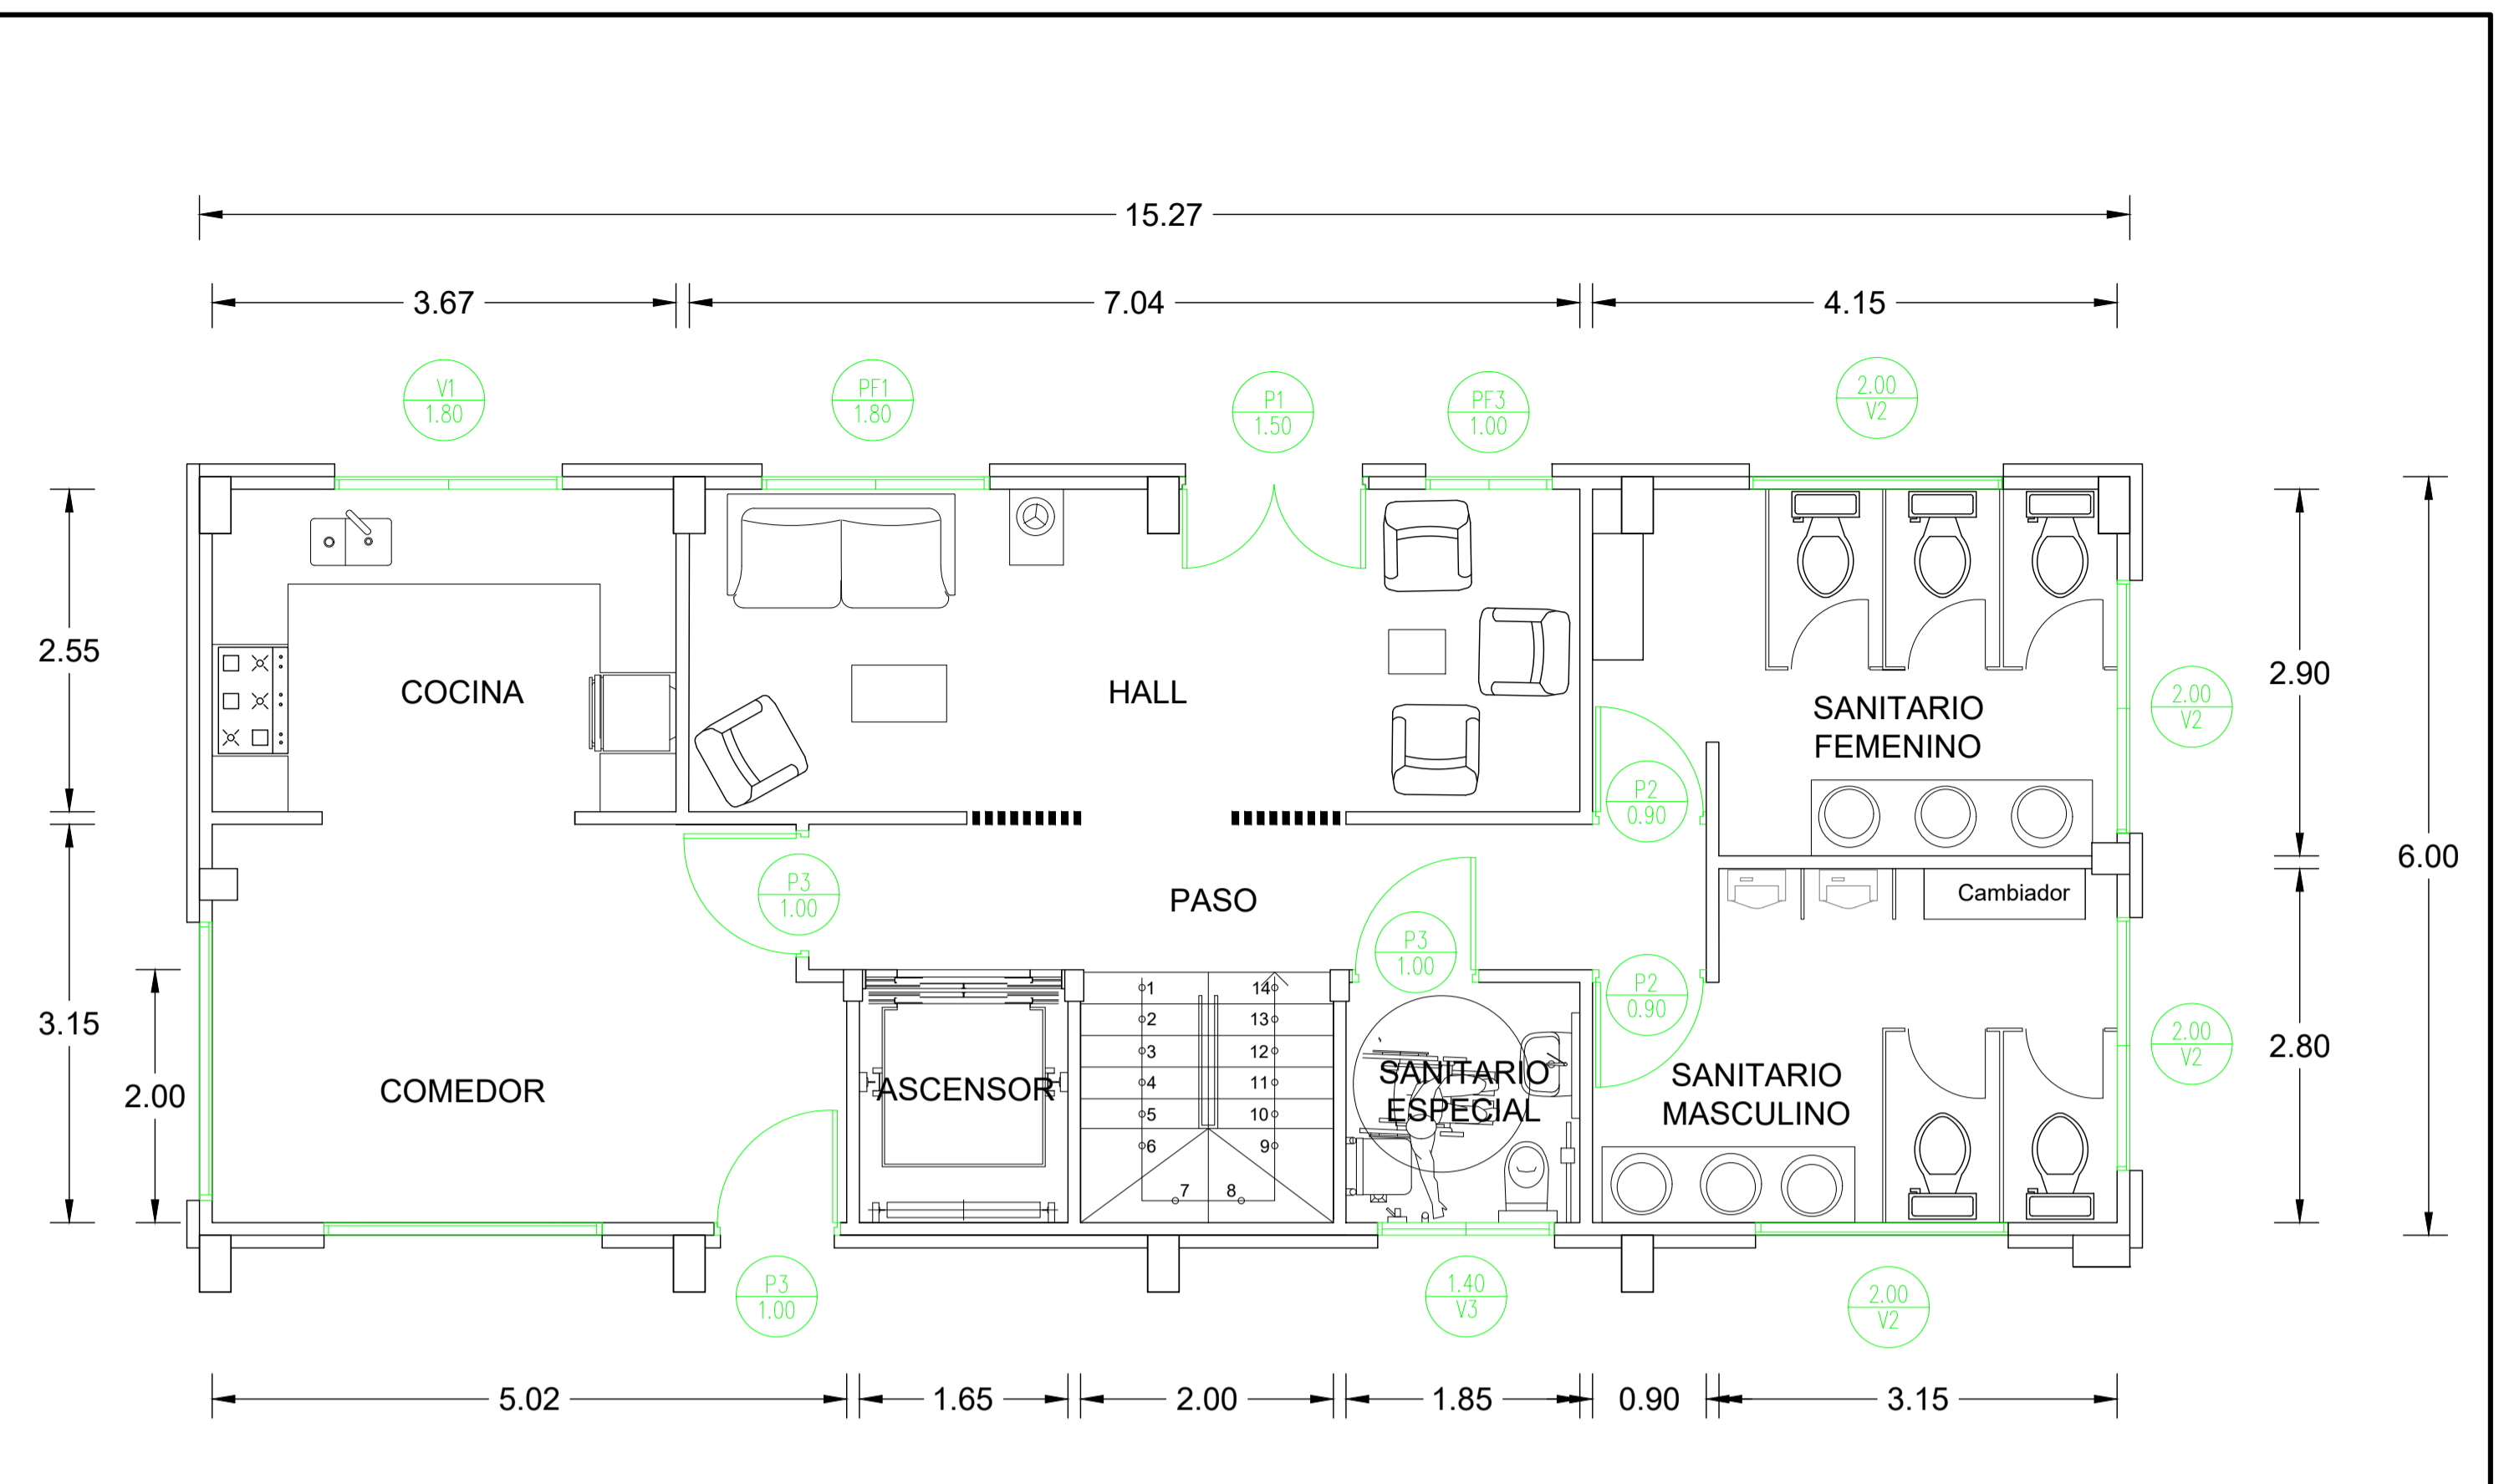 15.27
3.67
7.04
4.15
V1
1.80
PF1
1.80
P1
1.50
PF3
1.00
2.00
V2
2.55
COCINA
HALL
SANITARIO
FEMENINO
2.00
V2
2.90
P2
0.90
6.00
P3
1.00
PASO
Cambiador
P3
1.00
P2
0.90
3.15
2.00
COMEDOR
ASCENSOR
1
2
3
4
5
6
7
8
9
10
11
12
13
14
SANITARIO
ESPECIAL
SANITARIO
MASCULINO
2.00
V2
2.80
P3
1.00
1.40
V3
2.00
V2
5.02
1.65
2.00
1.85
0.90
3.15